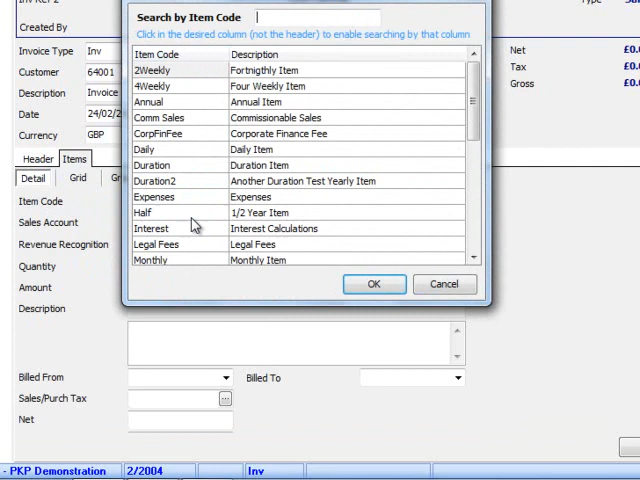 Inv Ref 2
Type
Created By
Invoice Type Inv
Customer 64001
Description Invoice
Date 24/02/
Currency GBP
Net £0.
Tax £0.
Gross £0.
Search by Item Code
Click in the desired column (not the header) to enable searching by that column
Item Code Description
2Weekly Fortnigthly Item
4Weekly Four Weekly Item
Annual Annual Item
Comm Sales Commissionable Sales
CorpFinFee Corporate Finance Fee
Daily Daily Item
Duration Duration Item
Duration2 Another Duration Test Yearly Item
Expenses Expenses
Half 1/2 Year Item
Interest Interest Calculations
Legal Fees Legal Fees
Monthly Monthly Item
OK Cancel
Header Items
Detail Grid Gr
Item Code
Sales Account
Revenue Recognition
Quantity
Amount
Description
Billed From Billed To
Sales/Purch Tax ...
Net
- PKP Demonstration 2/2004 Inv